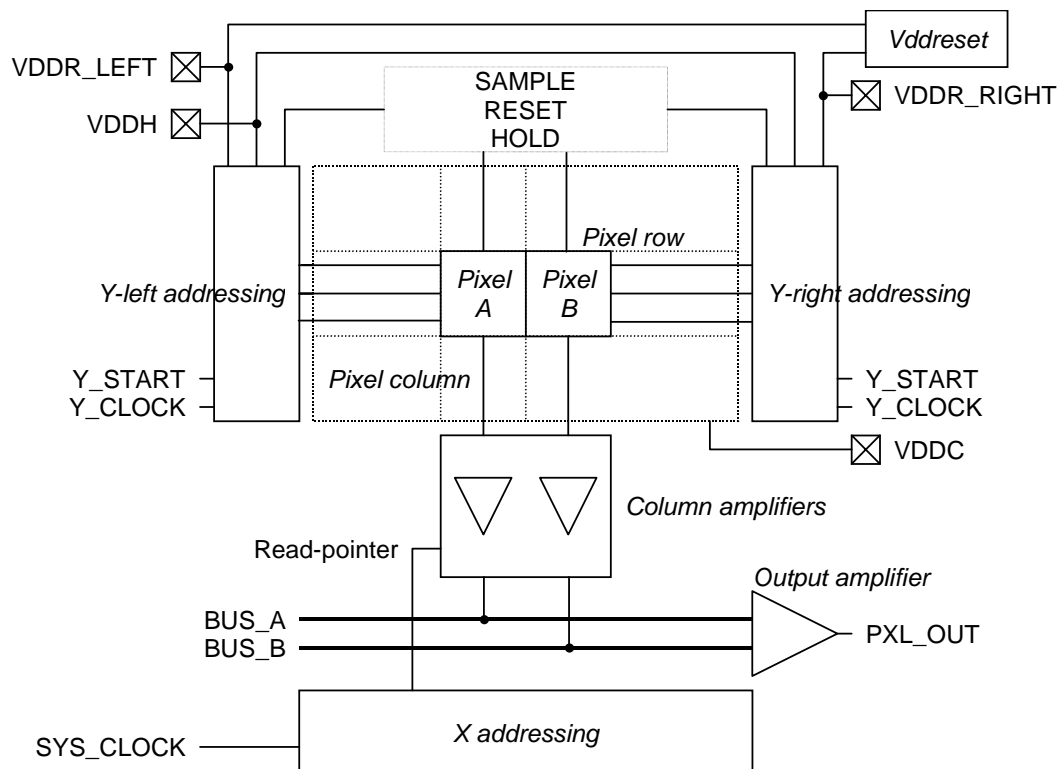 Vddreset
VDDR_LEFT
SAMPLE
RESET
HOLD
VDDR_RIGHT
VDDH
Pixel row
Y-left addressing
Pixel
A
Pixel
B
Y-right addressing
Pixel column
Y_START
Y_CLOCK
Y_START
Y_CLOCK
VDDC
Column amplifiers
Read-pointer
Output amplifier
BUS_A
BUS_B
PXL_OUT
X addressing
SYS_CLOCK